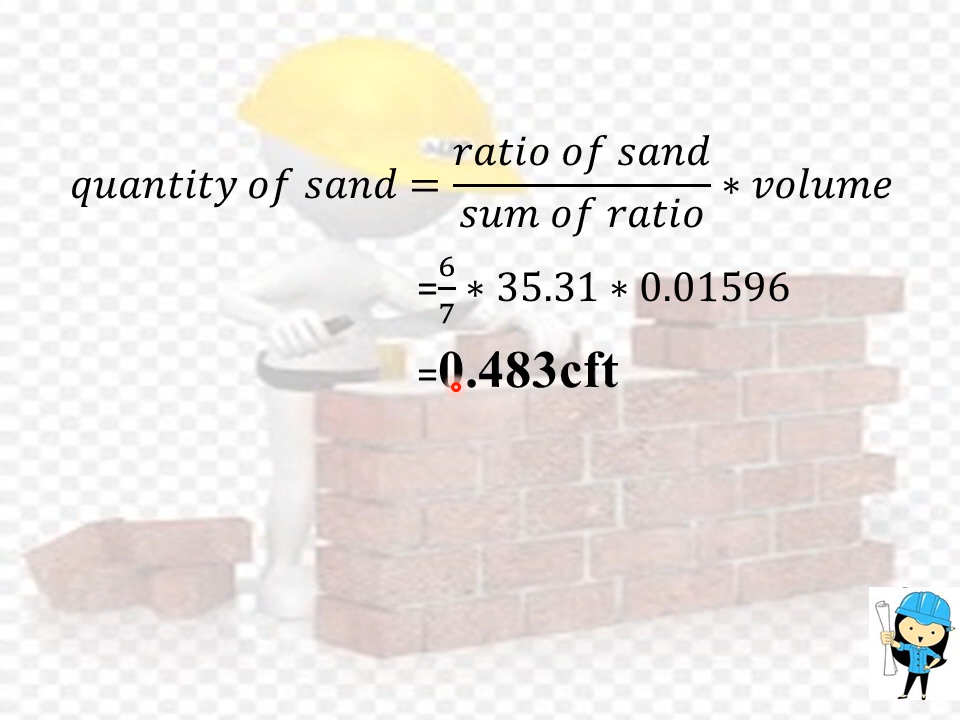 quantity of sand = ratio of sand / sum of ratio * volume
=6/7 * 35.31 * 0.01596
=0.483cft